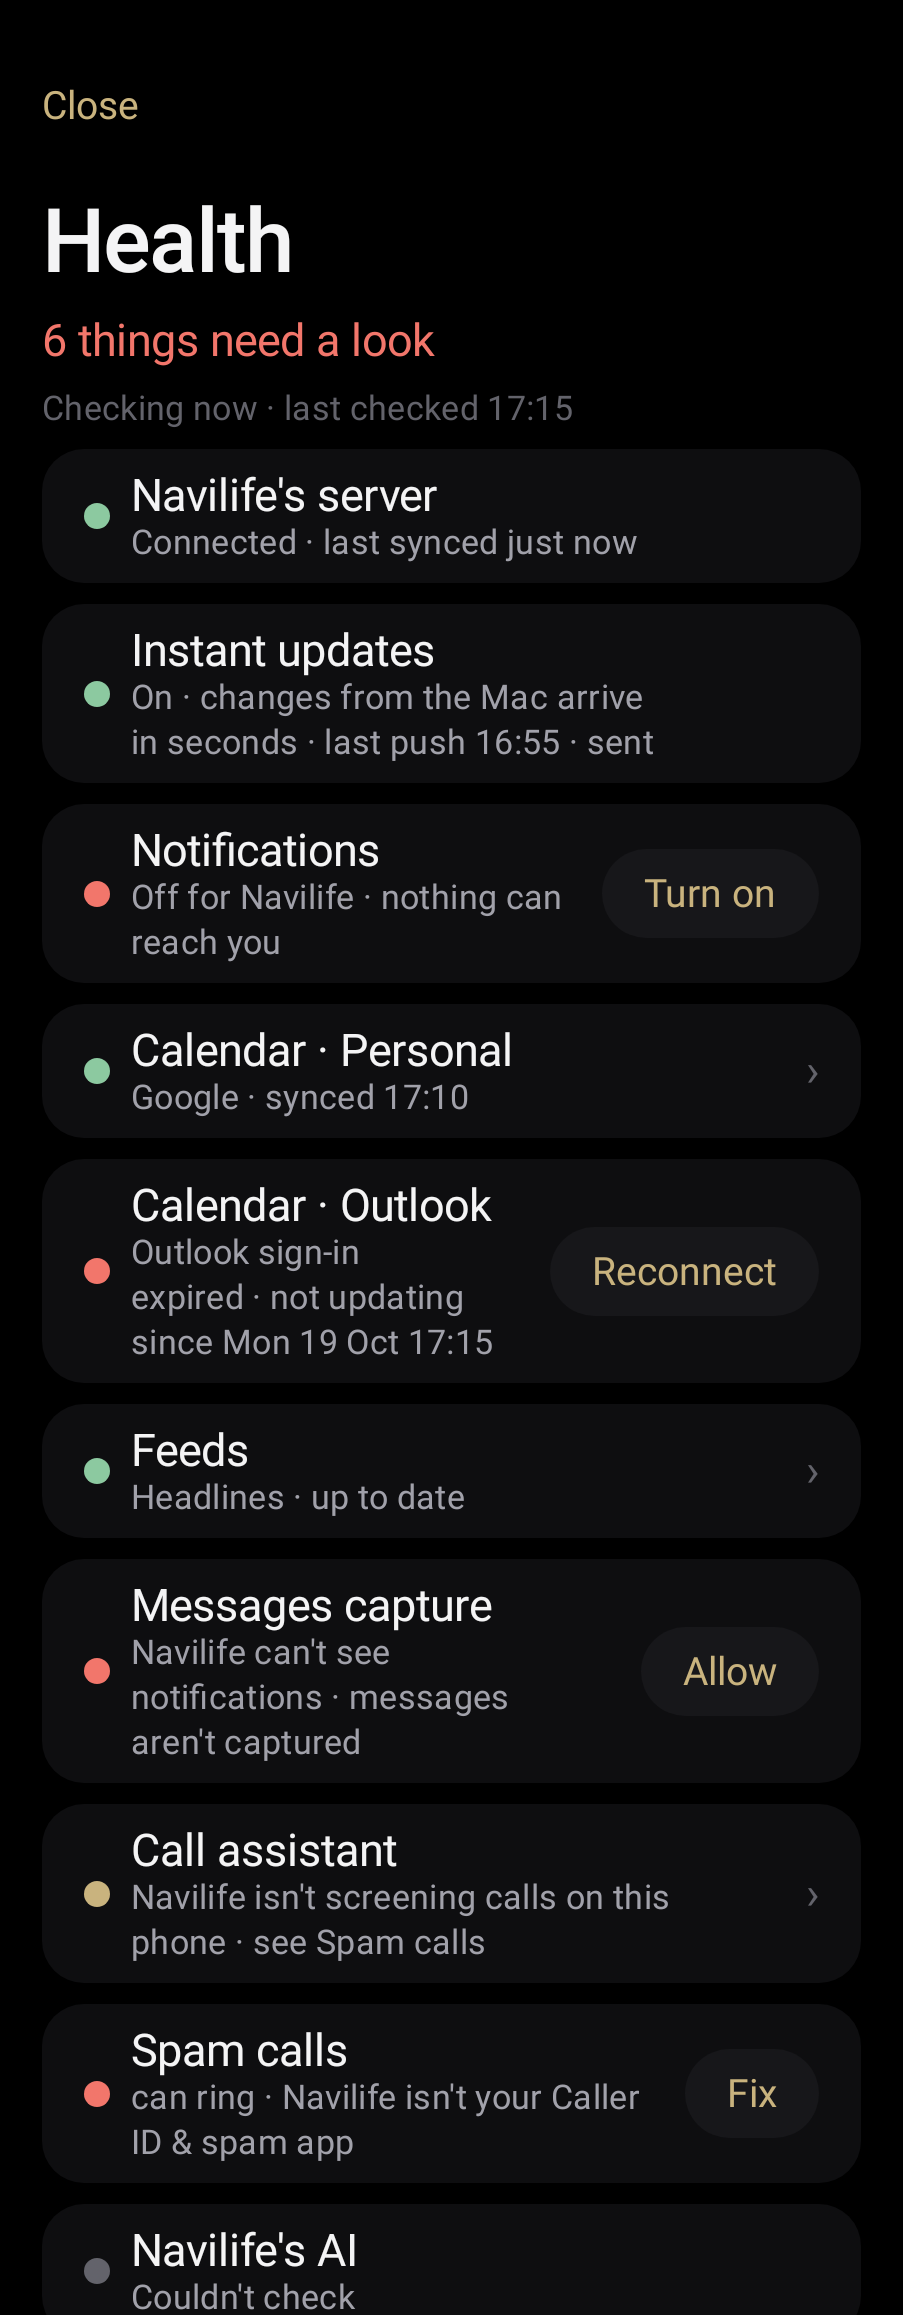 Close
Health
6 things need a look
Checking now · last checked 17:15
Navilife's server
Connected · last synced just now
Instant updates
On · changes from the Mac arrive
in seconds · last push 16:55 · sent
Notifications
Off for Navilife · nothing can
reach you
Turn on
Calendar · Personal
Google · synced 17:10
›
Calendar · Outlook
Outlook sign-in
expired · not updating
since Mon 19 Oct 17:15
Reconnect
Feeds
Headlines · up to date
›
Messages capture
Navilife can't see
notifications · messages
aren't captured
Allow
Call assistant
Navilife isn't screening calls on this
phone · see Spam calls
›
Spam calls
can ring · Navilife isn't your Caller
ID & spam app
Fix
Navilife's AI
Couldn't check